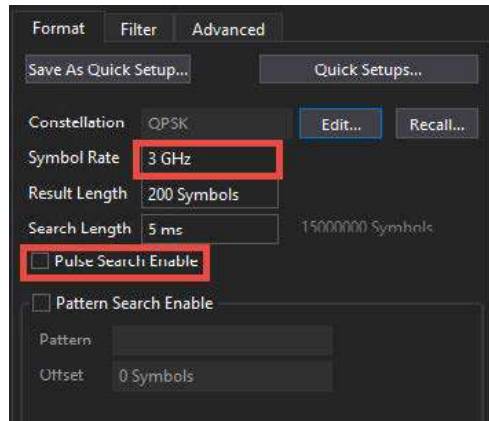 Format Filter Advanced
Save As Quick Setup... Quick Setups...
Constellation QPSK Edit... Recall...
Symbol Rate 3 GHz
Result Length 200 Symbols
Search Length 5 ms 15000000 Symbols
Pulse Search Enable
Pattern Search Enable
Pattern
Offset 0 Symbols